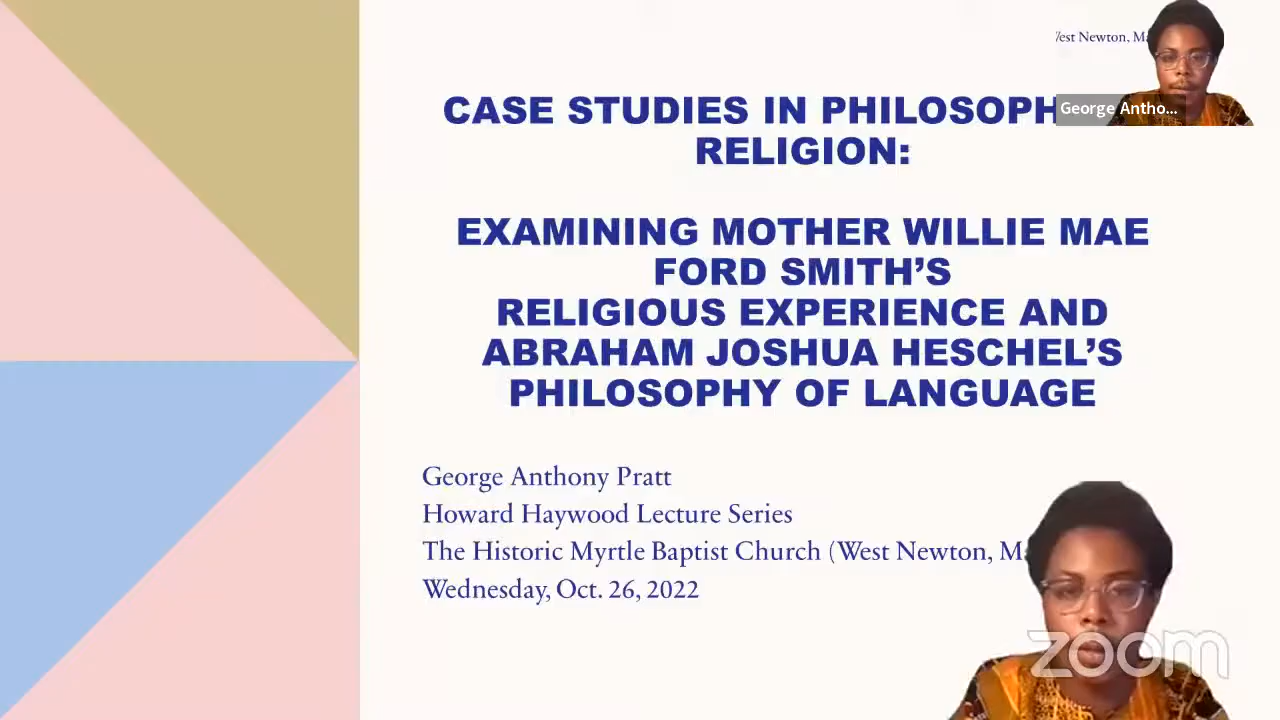 West Newton, Ma
George Antho...
CASE STUDIES IN PHILOSOPH
RELIGION:
EXAMINING MOTHER WILLIE MAE
FORD SMITH’S
RELIGIOUS EXPERIENCE AND
ABRAHAM JOSHUA HESCHEL’S
PHILOSOPHY OF LANGUAGE
George Anthony Pratt
Howard Haywood Lecture Series
The Historic Myrtle Baptist Church (West Newton, M
Wednesday, Oct. 26, 2022
zoom